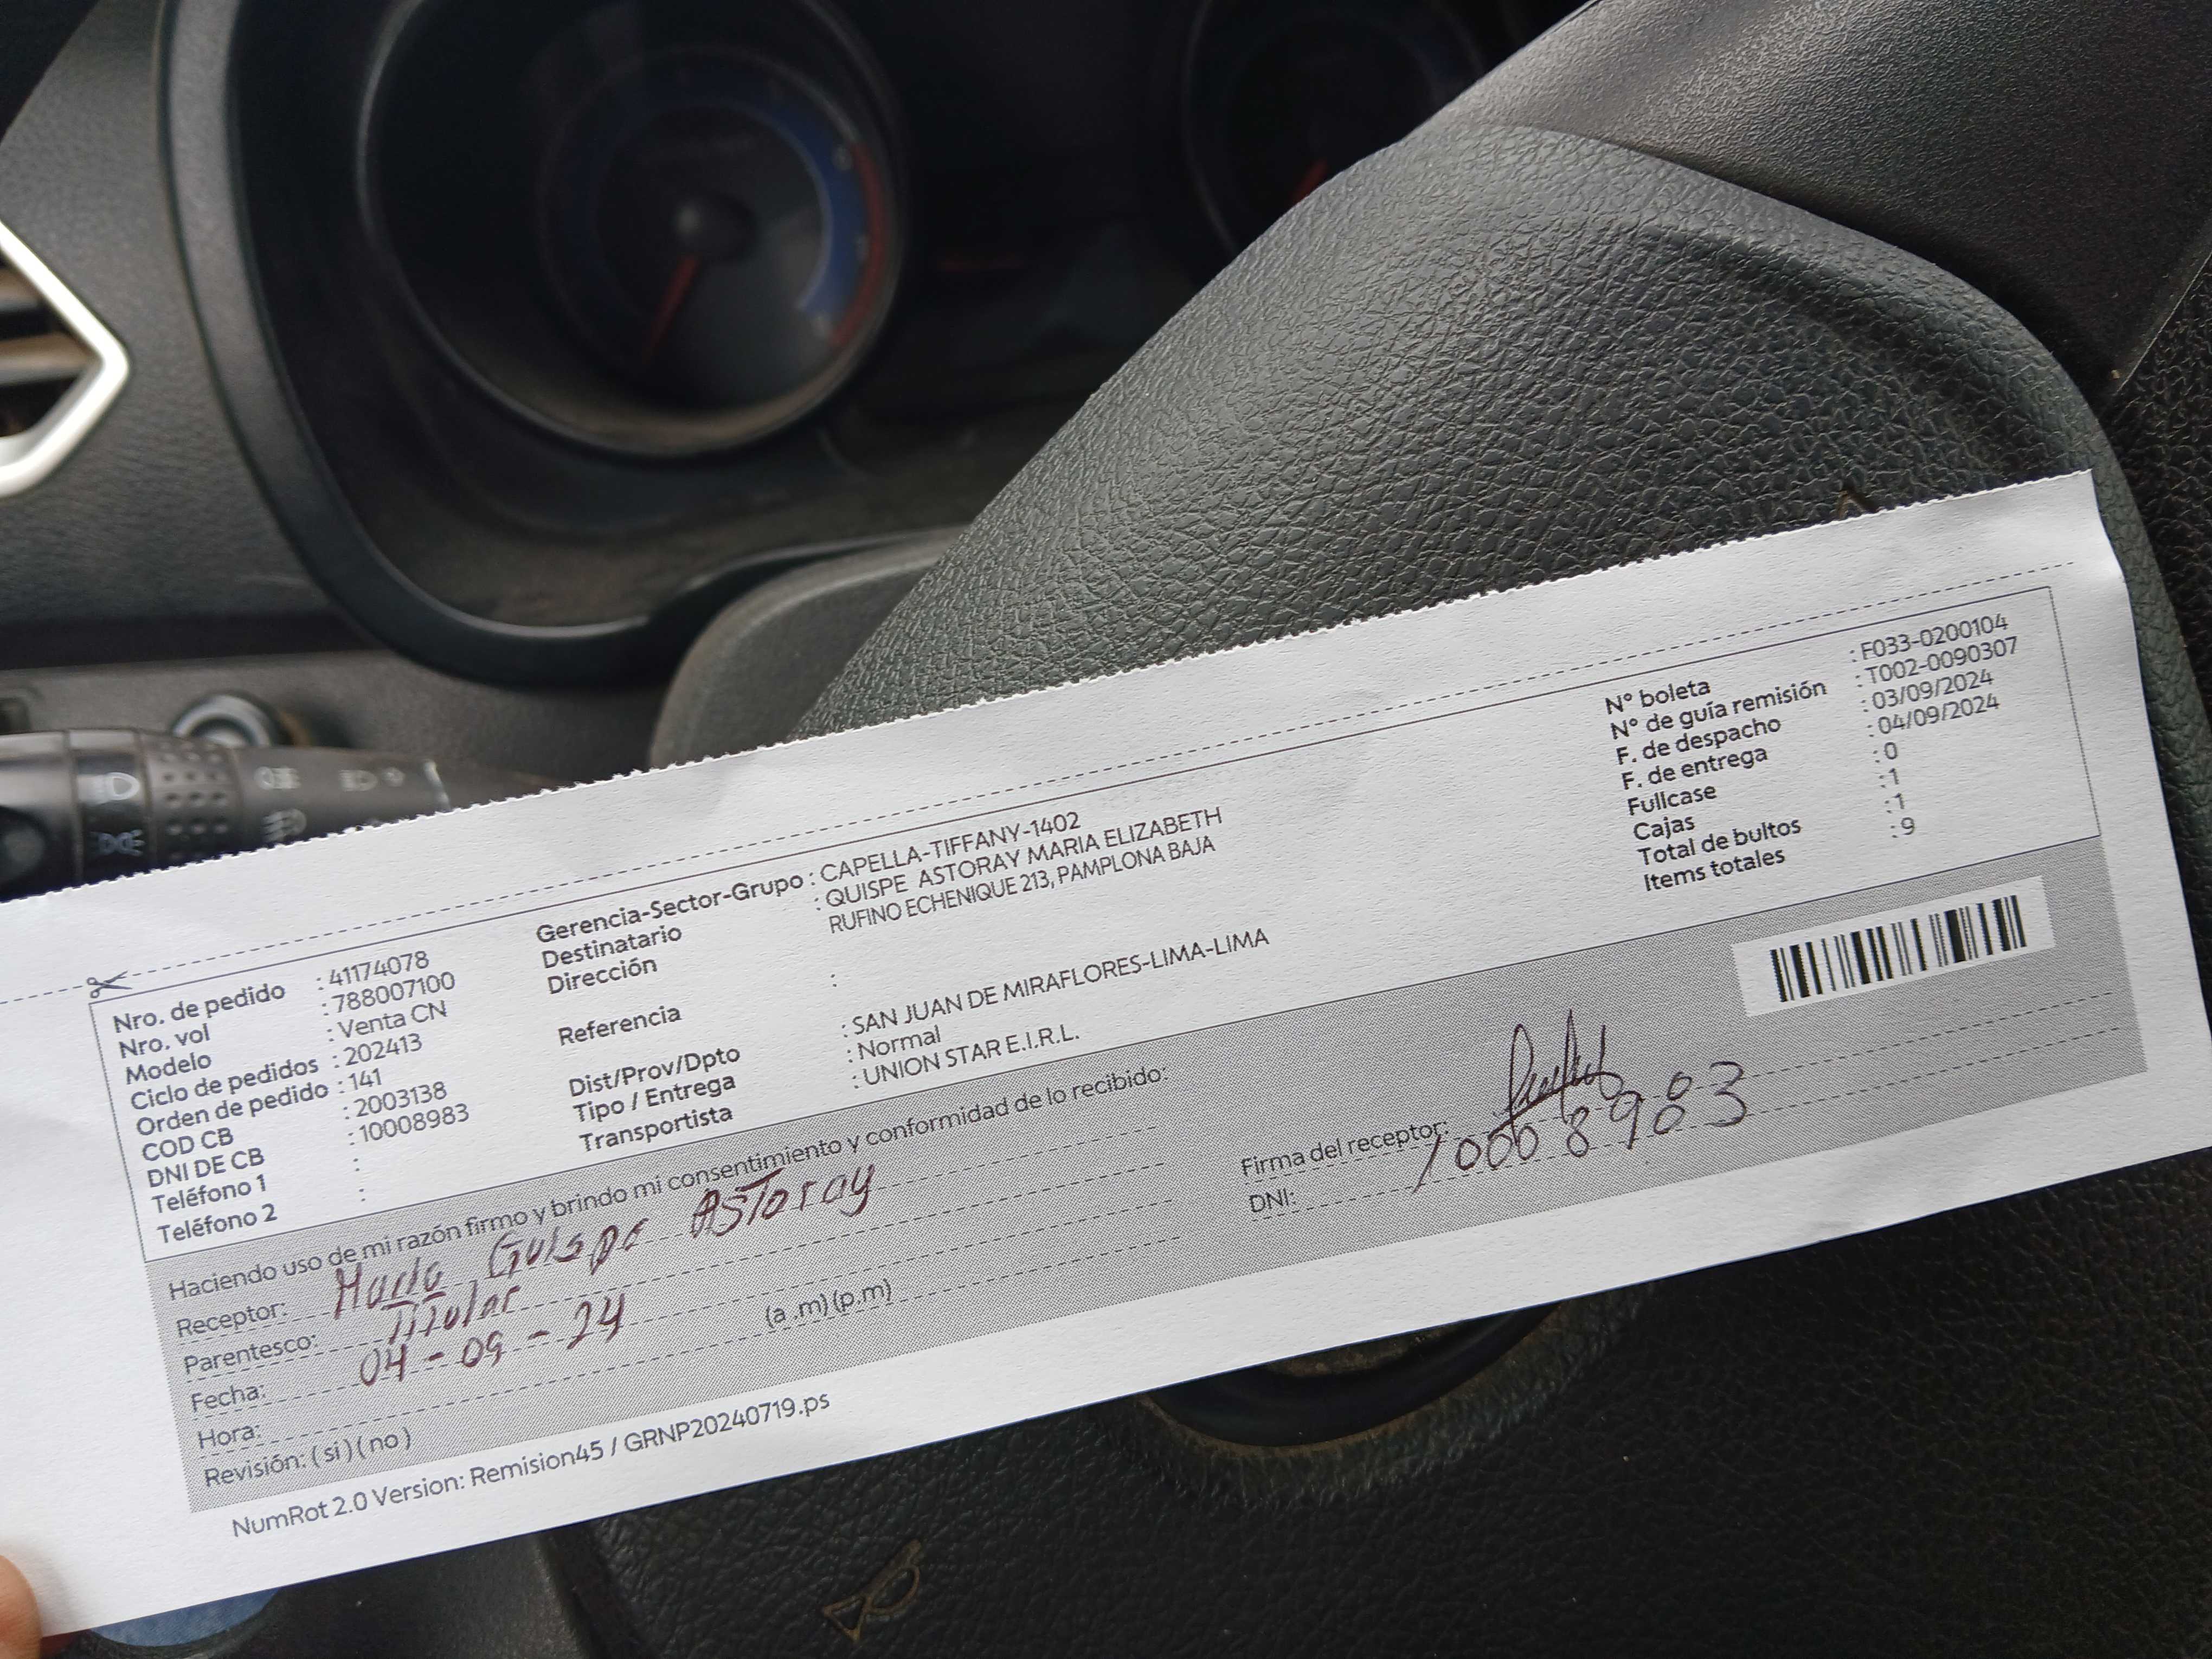 Nro. de pedido : 41174078
Nro. vol : 788007100
Modelo : Venta CN
Ciclo de pedidos : 202413
Orden de pedido : 141
COD CB : 2003138
DNI DE CB : 10008983
Teléfono 1 :
Teléfono 2 :
Gerencia-Sector-Grupo : CAPELLA-TIFFANY-1402
Destinatario : QUISPE ASTORAY MARIA ELIZABETH
Dirección RUFINO ECHENIQUE 213, PAMPLONA BAJA
Referencia :
Dist/Prov/Dpto : SAN JUAN DE MIRAFLORES-LIMA-LIMA
Tipo / Entrega : Normal
Transportista : UNION STAR E.I.R.L.
N° boleta : F033-0200104
N° de guía remisión : T002-0090307
F. de despacho : 03/09/2024
F. de entrega : 04/09/2024
Fullcase : 0
Cajas : 1
Total de bultos : 1
Items totales : 9
Haciendo uso de mi razón firmo y brindo mi consentimiento y conformidad de lo recibido:
Receptor: Maria Quispe Astoray
Parentesco: Titular
Fecha: 04-09-24
Hora: (a .m) (p.m)
Revisión: ( si ) ( no )
Firma del receptor:
DNI: 10008983
NumRot 2.0 Version: Remision45 / GRNP20240719.ps